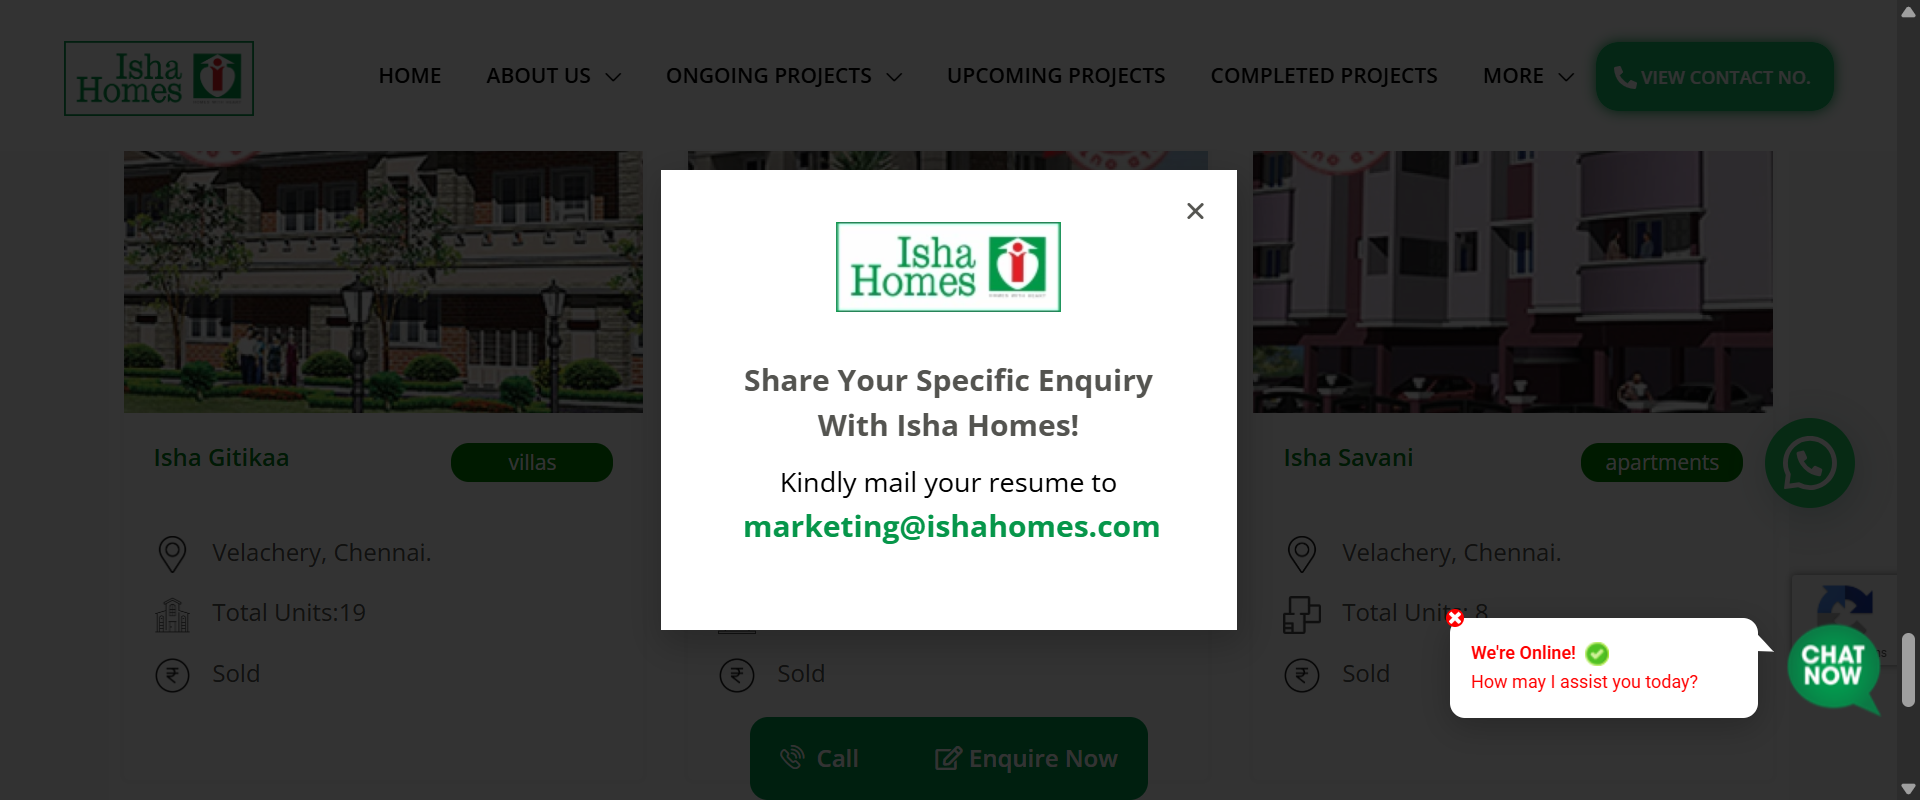 Isha
Homes
HOME
ABOUT US
ONGOING PROJECTS
UPCOMING PROJECTS
COMPLETED PROJECTS
MORE
VIEW CONTACT NO.
Isha
Homes
Share Your Specific Enquiry
With Isha Homes!
Kindly mail your resume to
marketing@ishahomes.com
Isha Gitikaa
villas
Velachery, Chennai.
Total Units:19
Sold
Sold
Isha Savani
apartments
Velachery, Chennai.
Total Units: 8
Sold
We're Online!
How may I assist you today?
CHAT
NOW
Call
Enquire Now